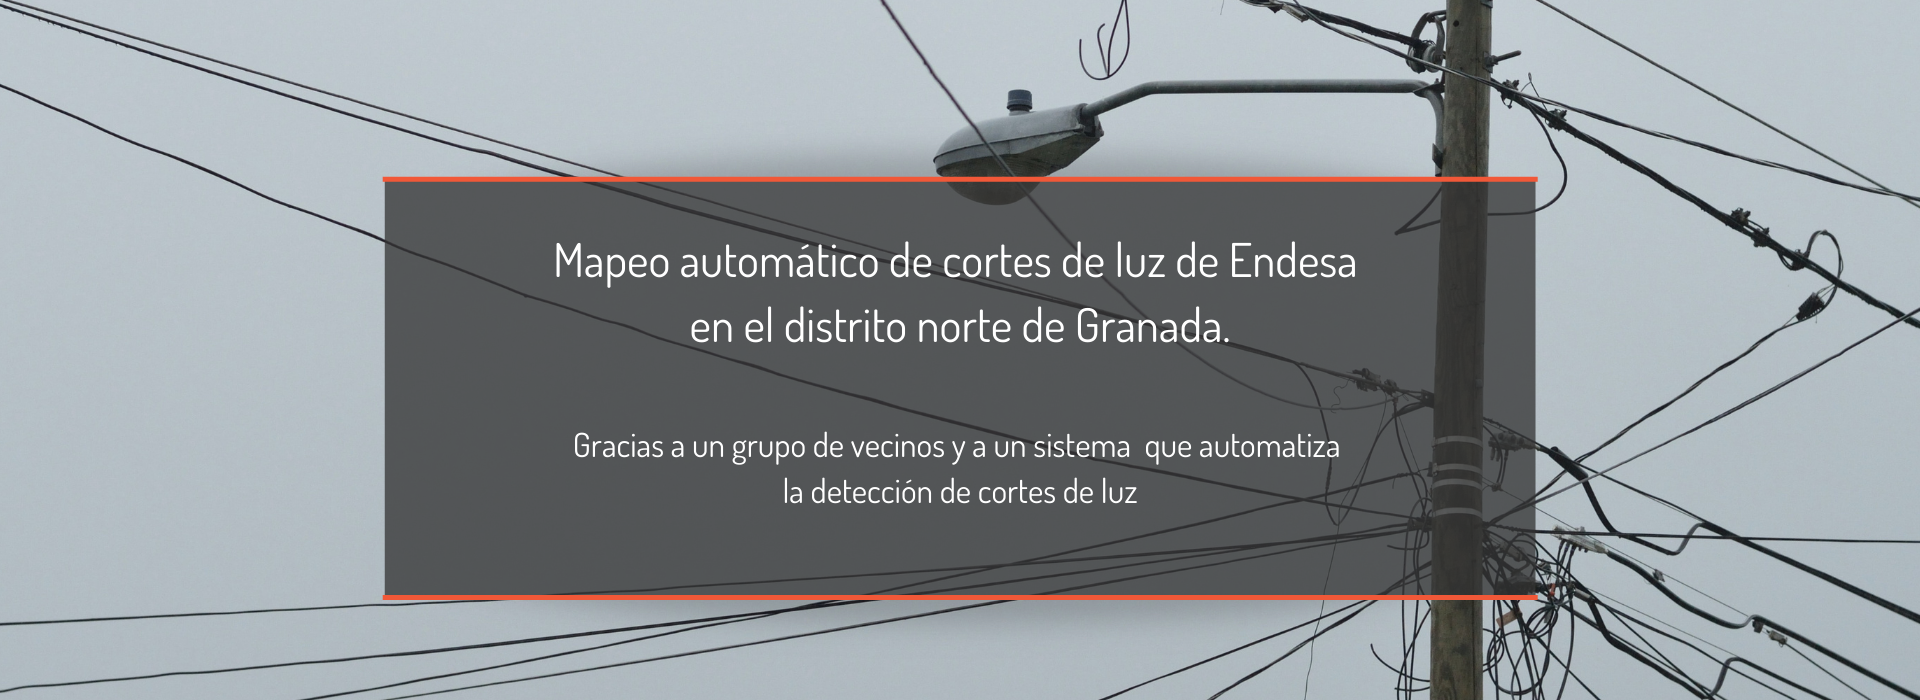 Mapeo automático de cortes de luz de Endesa
en el distrito norte de Granada.
Gracias a un grupo de vecinos y a un sistema  que automatiza
la detección de cortes de luz